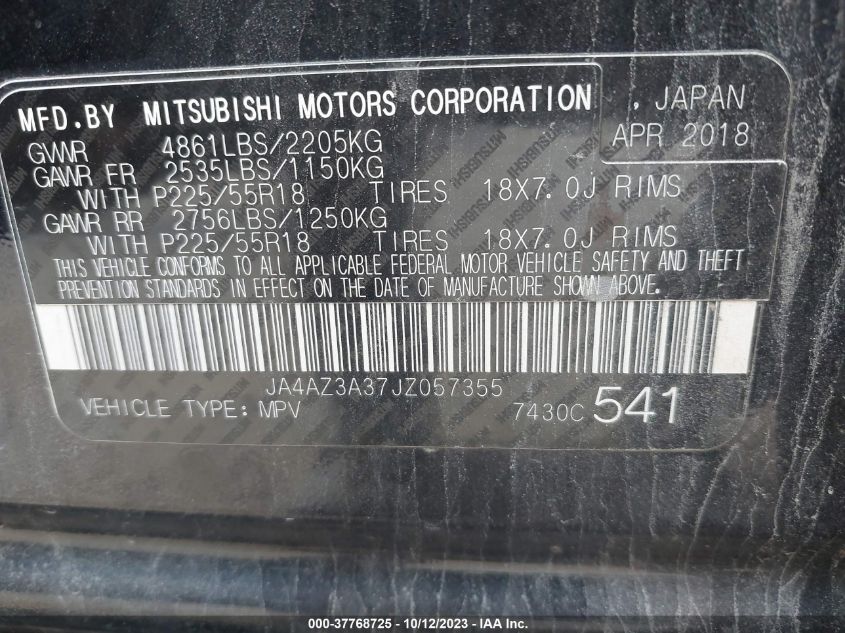 MFD.BY MITSUBISHI MOTORS CORPORATION , JAPAN
GVWR 4861LBS/2205KG APR 2018
GAWR FR 2535LBS/1150KG
WITH P225/55R18 TIRES 18X7.0J RIMS
GAWR RR 2756LBS/1250KG
WITH P225/55R18 TIRES 18X7.0J RIMS
THIS VEHICLE CONFORMS TO ALL APPLICABLE FEDERAL MOTOR VEHICLE SAFETY AND THEFT
PREVENTION STANDARDS IN EFFECT ON THE DATE OF MANUFACTURE SHOWN ABOVE.
JA4AZ3A37JZ057355
VEHICLE TYPE: MPV 7430C 541
000-37768725 - 10/12/2023 - IAA Inc.